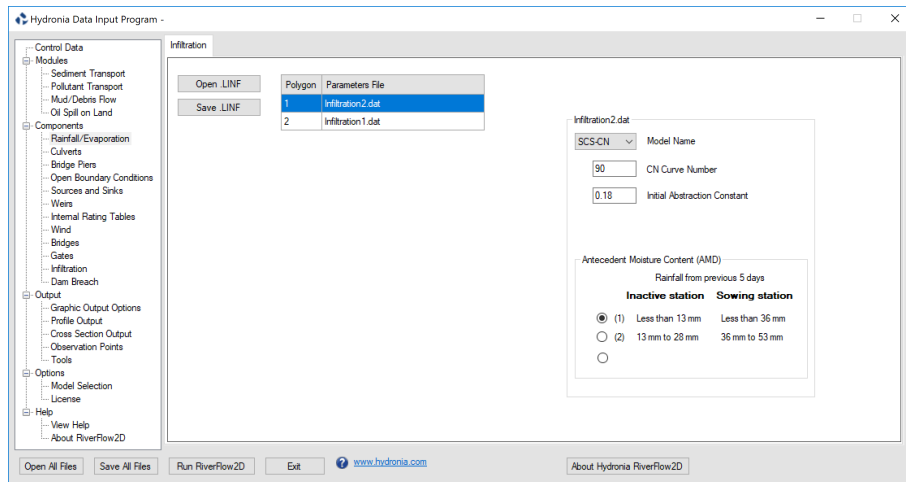 Hydronia Data Input Program -
Control Data
Modules
Sediment Transport
Pollutant Transport
Mud/Debris Flow
Oil Spill on Land
Components
Rainfall/Evaporation
Culverts
Bridge Piers
Open Boundary Conditions
Sources and Sinks
Weirs
Internal Rating Tables
Wind
Bridges
Gates
Infiltration
Dam Breach
Output
Graphic Output Options
Profile Output
Cross Section Output
Observation Points
Tools
Options
Model Selection
License
Help
View Help
About RiverFlow2D
Infiltration
Open .LINF
Save .LINF
Polygon Parameters File
1 Infiltration2.dat
2 Infiltration1.dat
Infiltration2.dat
SCS-CN Model Name
90 CN Curve Number
0.18 Initial Abstraction Constant
Antecedent Moisture Content (AMD)
Rainfall from previous 5 days
Inactive station Sowing station
(1) Less than 13 mm Less than 36 mm
(2) 13 mm to 28 mm 36 mm to 53 mm
Open All Files Save All Files Run RiverFlow2D Exit ? www.hydronia.com About Hydronia RiverFlow2D